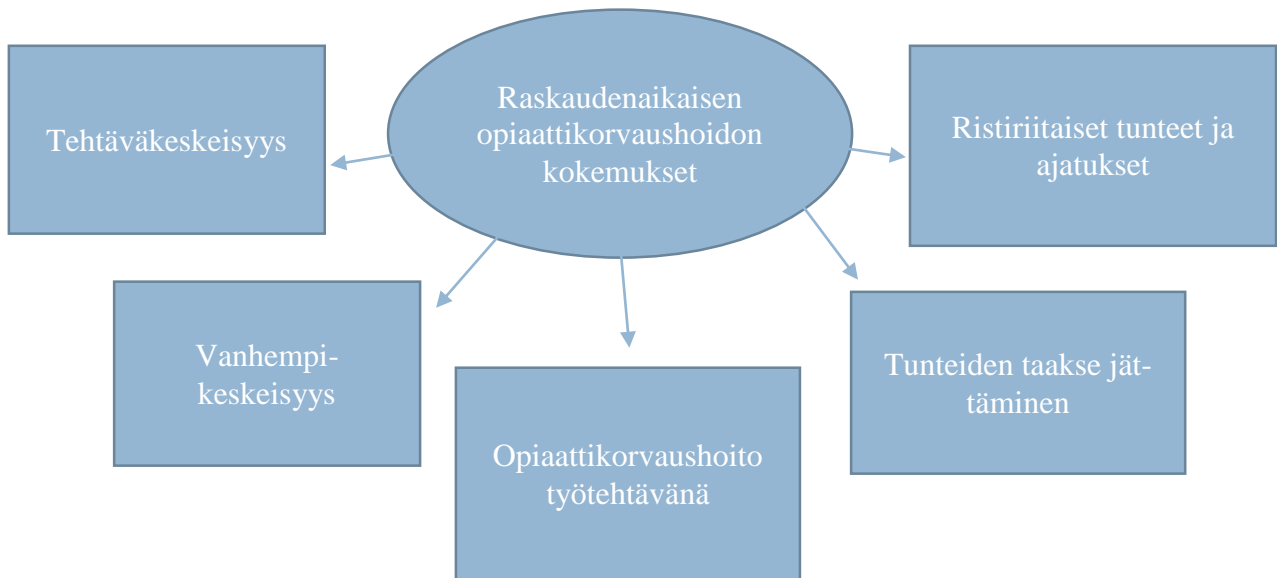 Raskaudenaikaisen
opiaattikorvaushoidon
kokemukset
Tehtäväkeskeisyys
Ristiriitaiset tunteet ja
ajatukset
Vanhempi-
keskeisyys
Tunteiden taakse jät-
täminen
Opiaattikorvaushoito
työtehtävänä